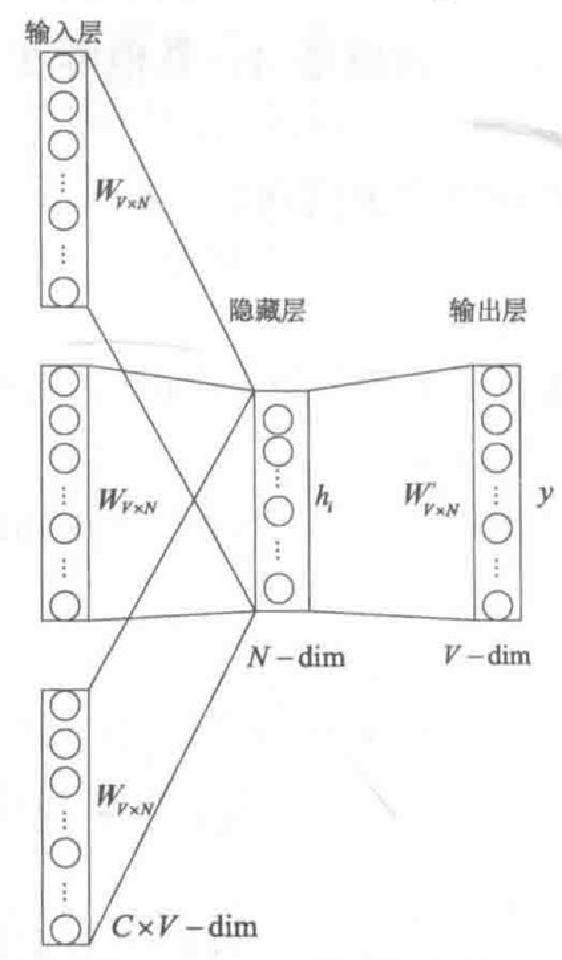 输入层
W_{V×N}
隐藏层
输出层
W_{V×N}
h_i
W'_{V×N}
y
N-dim
V-dim
W_{V×N}
C×V-dim